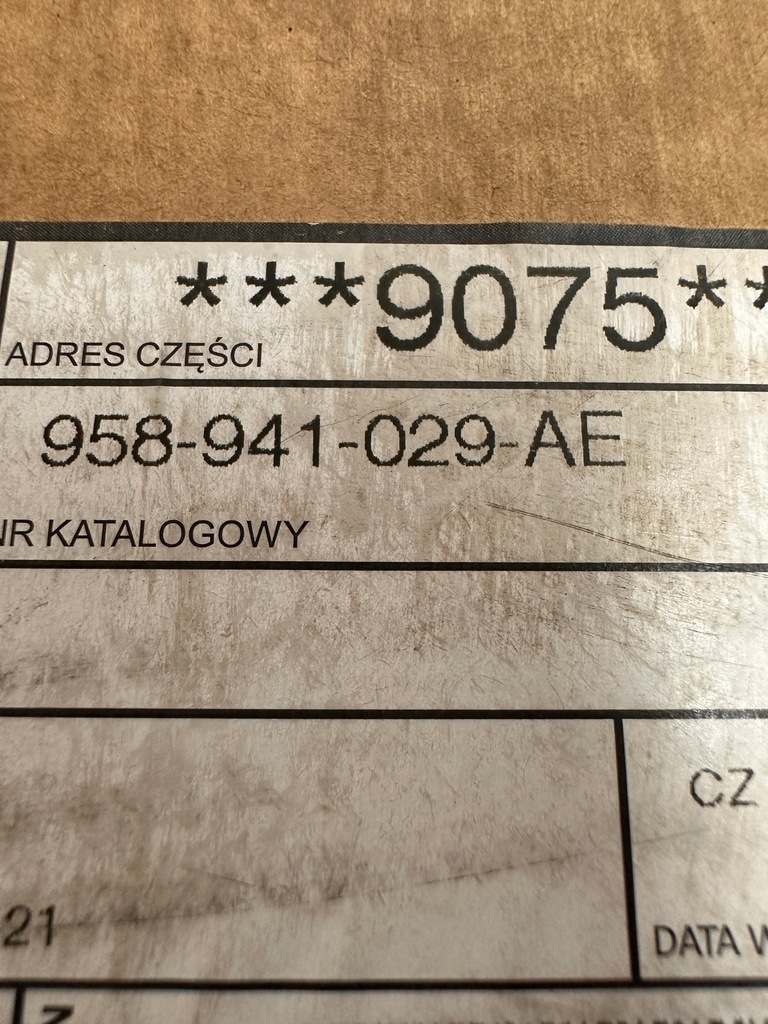 ***9075**
ADRES CZĘŚCI
958-941-029-AE
NR KATALOGOWY
CZ
21
DATA W